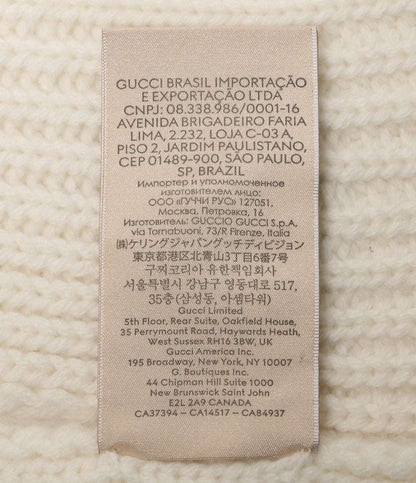 GUCCI BRASIL IMPORTAÇÃO
E EXPORTAÇÃO LTDA
CNPJ: 08.338.986/0001-16
AVENIDA BRIGADEIRO FARIA
LIMA, 2.232, LOJA C-03 A,
PISO 2, JARDIM PAULISTANO,
CEP 01489-900, SÃO PAULO,
SP, BRAZIL
Импортер и уполномоченное
изготовителем лицо:
ООО «ГУЧЧИ РУС» 127051,
Москва, Петровка, 16
Изготовитель: GUCCIO GUCCI S.p.A.
via Tornabuoni, 73/R Firenze, Italia
㈱ケリングジャパングッチディビジョン
東京都港区北青山3丁目6番7号
구찌코리아 유한책임회사
서울특별시 강남구 영동대로 517,
35층 (삼성동, 아셈타워)
Gucci Limited
5th Floor, Rear Suite, Oakfield House,
35 Perrymount Road, Haywards Heath,
West Sussex RH16 3BW, UK
Gucci America Inc.
195 Broadway, New York, NY 10007
G. Boutiques Inc.
44 Chipman Hill Suite 1000
New Brunswick Saint John
E2L 2A9 CANADA
CA37394 – CA14517 – CA84937